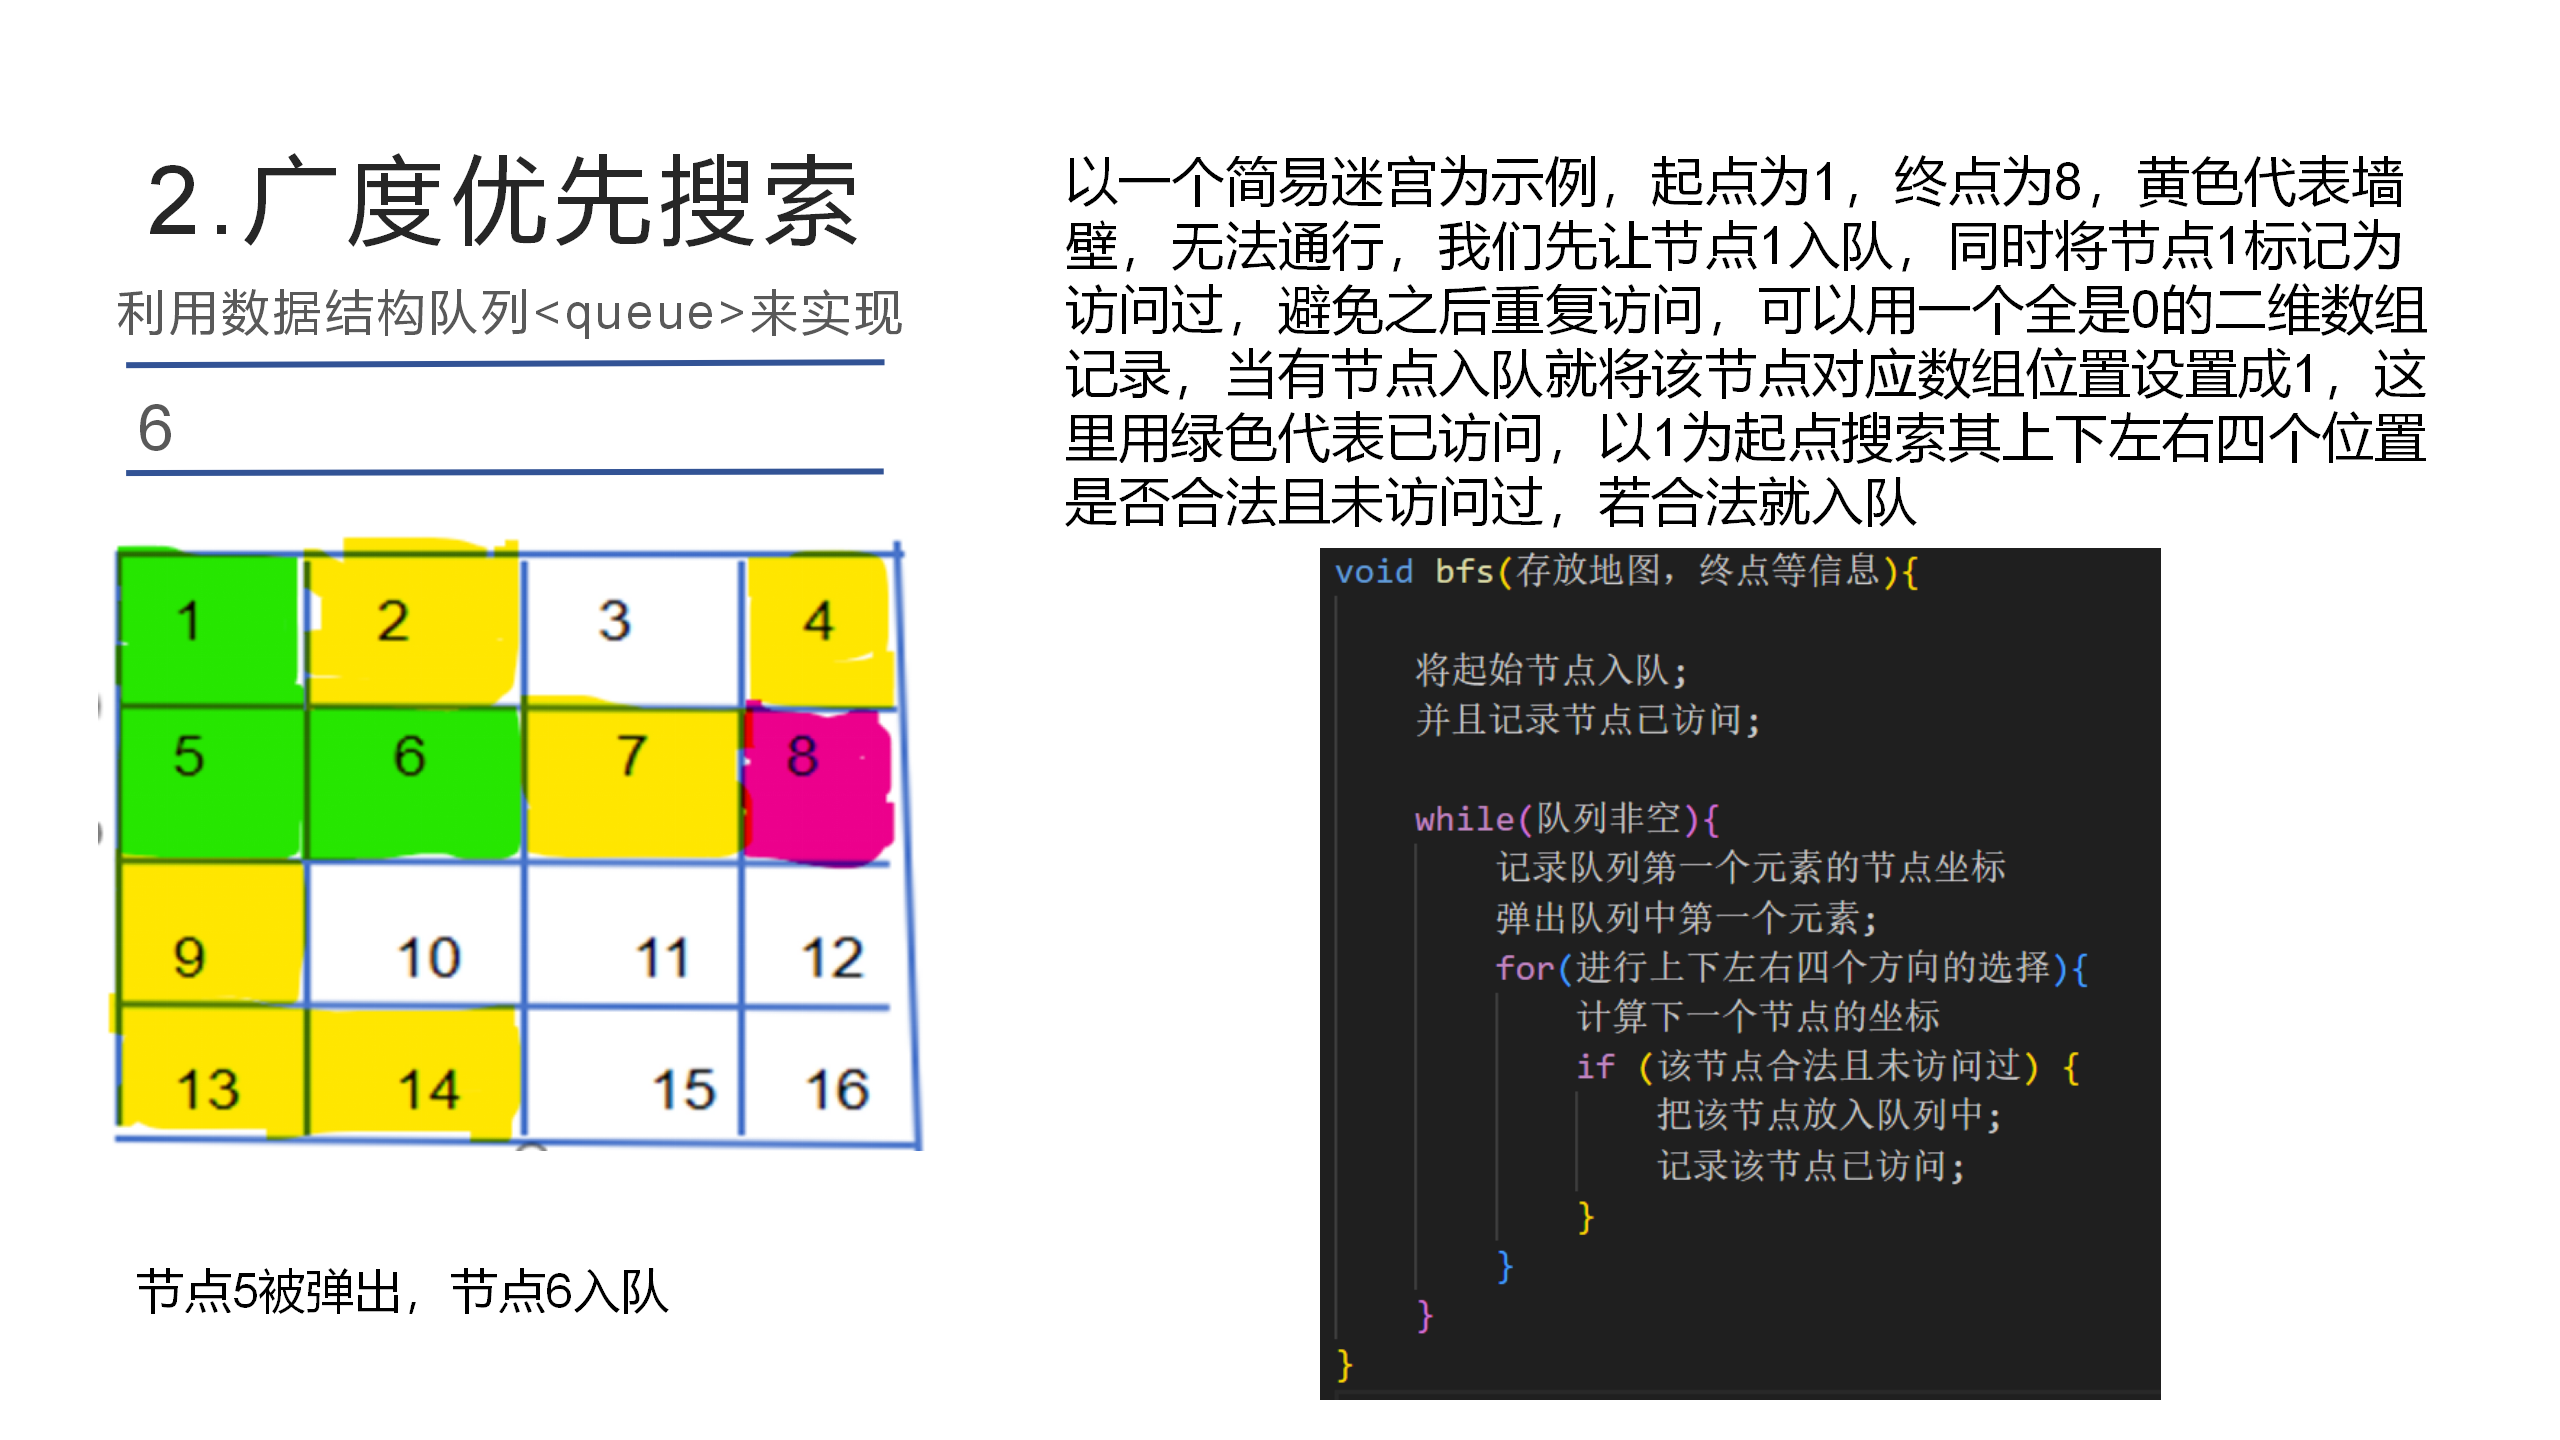 2.广度优先搜索
利用数据结构队列<queue>来实现
6
1 2 3 4
5 6 7 8
9 10 11 12
13 14 15 16
节点5被弹出，节点6入队
以一个简易迷宫为示例，起点为1，终点为8，黄色代表墙
壁，无法通行，我们先让节点1入队，同时将节点1标记为
访问过，避免之后重复访问，可以用一个全是0的二维数组
记录，当有节点入队就将该节点对应数组位置设置成1，这
里用绿色代表已访问，以1为起点搜索其上下左右四个位置
是否合法且未访问过，若合法就入队
void bfs(存放地图，终点等信息){
将起始节点入队;
并且记录节点已访问;
while(队列非空){
记录队列第一个元素的节点坐标
弹出队列中第一个元素;
for(进行上下左右四个方向的选择){
计算下一个节点的坐标
if (该节点合法且未访问过) {
把该节点放入队列中;
记录该节点已访问;
}
}
}
}